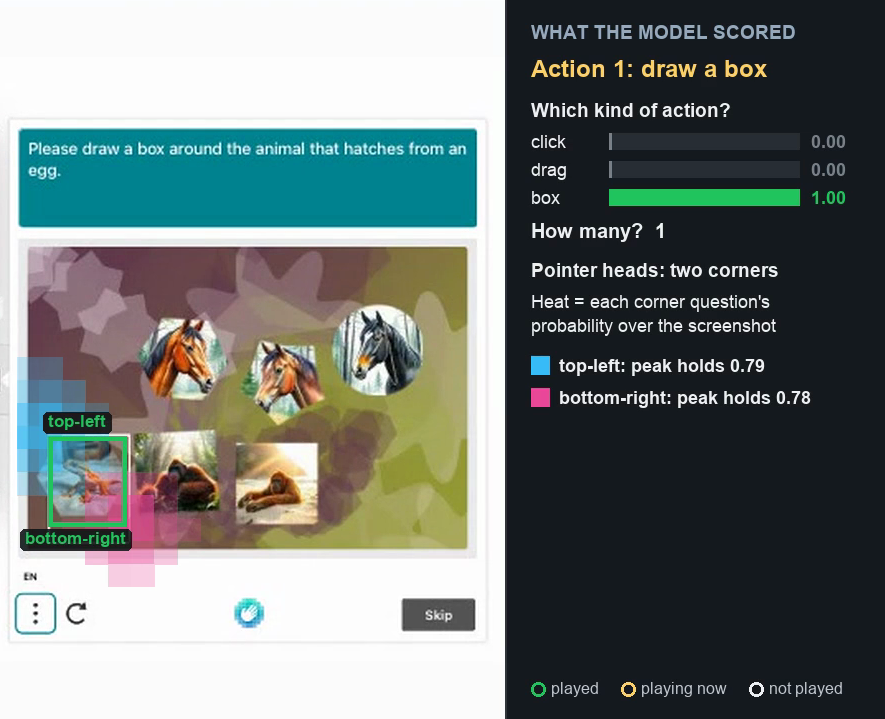 Please draw a box around the animal that hatches from an
egg.
top-left
bottom-right
EN
Skip
WHAT THE MODEL SCORED
Action 1: draw a box
Which kind of action?
click 0.00
drag 0.00
box 1.00
How many? 1
Pointer heads: two corners
Heat = each corner question's
probability over the screenshot
top-left: peak holds 0.79
bottom-right: peak holds 0.78
played playing now not played